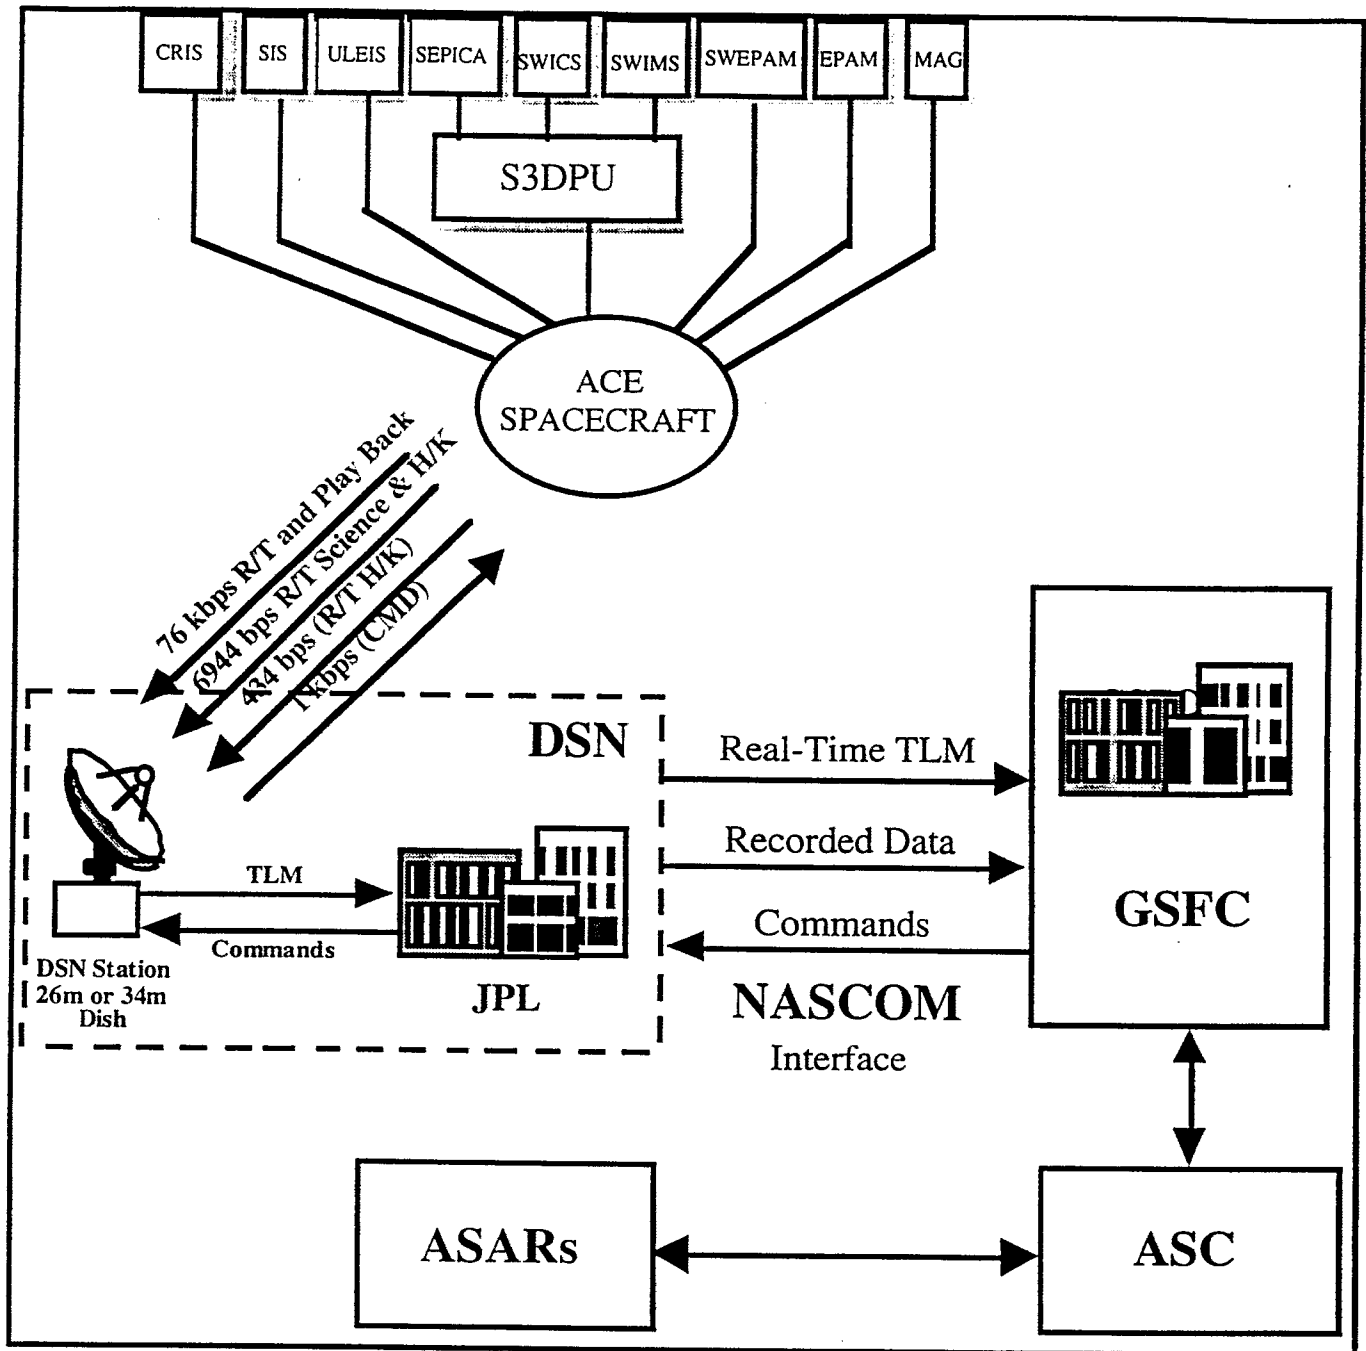 CRIS
SIS
ULEIS
SEPICA
SWICS
SWIMS
SWEPAM
EPAM
MAG
S3DPU
ACE
SPACECRAFT
76 kbps R/T and Play Back
6944 bps R/T Science & H/K
434 bps (R/T H/K)
1 kbps (CMD)
DSN
TLM
Commands
DSN Station
26m or 34m
Dish
JPL
Real-Time TLM
Recorded Data
Commands
NASCOM
Interface
GSFC
ASARs
ASC